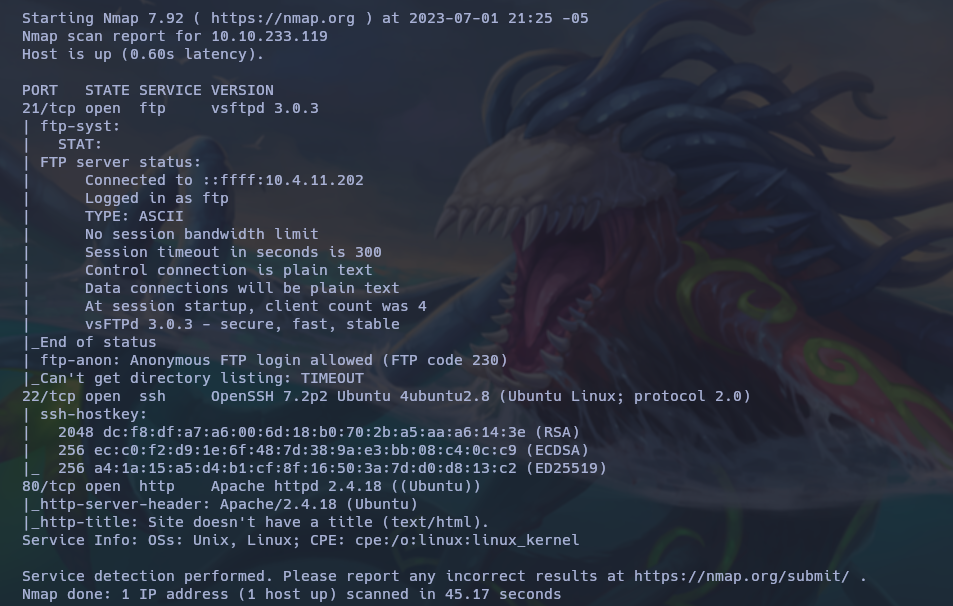 Starting Nmap 7.92 ( https://nmap.org ) at 2023-07-01 21:25 -05
Nmap scan report for 10.10.233.119
Host is up (0.60s latency).

PORT   STATE SERVICE VERSION
21/tcp open  ftp     vsftpd 3.0.3
| ftp-syst:
|   STAT:
| FTP server status:
|      Connected to ::ffff:10.4.11.202
|      Logged in as ftp
|      TYPE: ASCII
|      No session bandwidth limit
|      Session timeout in seconds is 300
|      Control connection is plain text
|      Data connections will be plain text
|      At session startup, client count was 4
|      vsFTPd 3.0.3 - secure, fast, stable
|_End of status
| ftp-anon: Anonymous FTP login allowed (FTP code 230)
|_Can't get directory listing: TIMEOUT
22/tcp open  ssh     OpenSSH 7.2p2 Ubuntu 4ubuntu2.8 (Ubuntu Linux; protocol 2.0)
| ssh-hostkey:
|   2048 dc:f8:df:a7:a6:00:6d:18:b0:70:2b:a5:aa:a6:14:3e (RSA)
|   256 ec:c0:f2:d9:1e:6f:48:7d:38:9a:e3:bb:08:c4:0c:c9 (ECDSA)
|_  256 a4:1a:15:a5:d4:b1:cf:8f:16:50:3a:7d:d0:d8:13:c2 (ED25519)
80/tcp open  http    Apache httpd 2.4.18 ((Ubuntu))
|_http-server-header: Apache/2.4.18 (Ubuntu)
|_http-title: Site doesn't have a title (text/html).
Service Info: OSs: Unix, Linux; CPE: cpe:/o:linux:linux_kernel

Service detection performed. Please report any incorrect results at https://nmap.org/submit/ .
Nmap done: 1 IP address (1 host up) scanned in 45.17 seconds